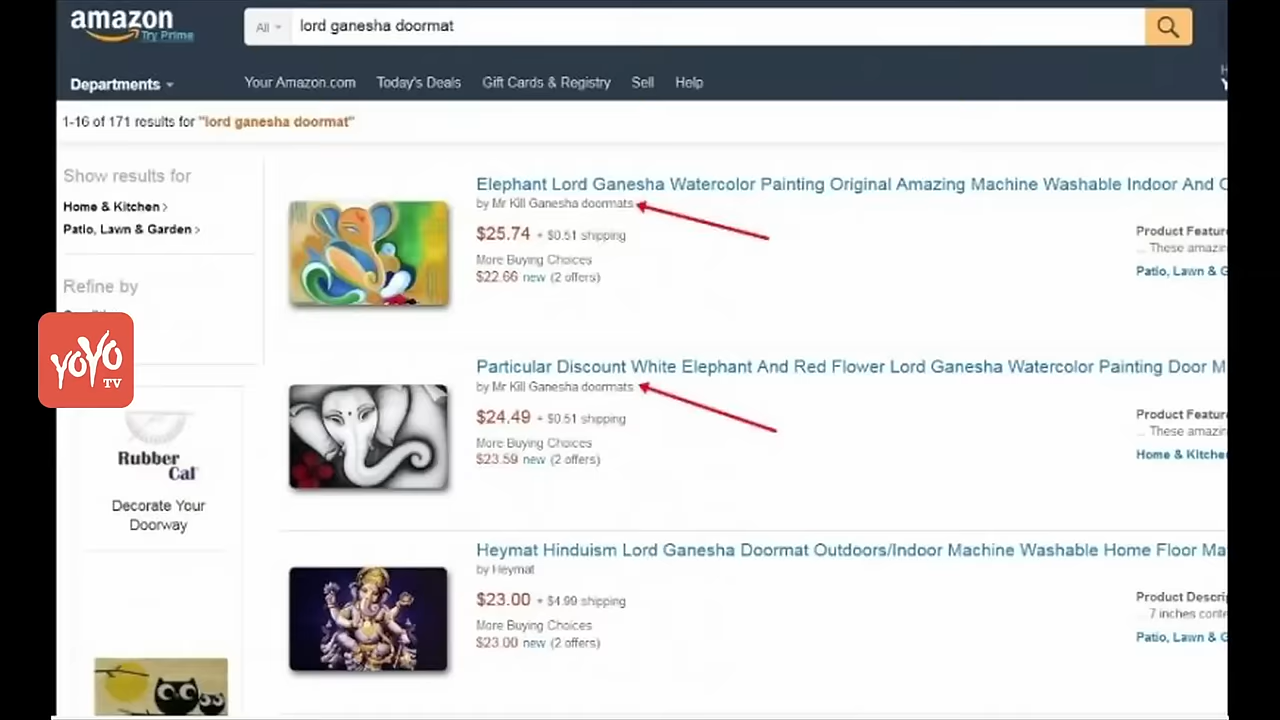 amazon
Try Prime
All
lord ganesha doormat
Departments
Your Amazon.com Today's Deals Gift Cards & Registry Sell Help
1-16 of 171 results for "lord ganesha doormat"
Show results for
Home & Kitchen
Patio, Lawn & Garden
Refine by
YOYO
TV
Rubber
Cal
Decorate Your
Doorway
Elephant Lord Ganesha Watercolor Painting Original Amazing Machine Washable Indoor And
by Mr Kill Ganesha doormats
$25.74 + $0.51 shipping
More Buying Choices
$22.66 new (2 offers)
Product Featur
... These amazin
Patio, Lawn & G
Particular Discount White Elephant And Red Flower Lord Ganesha Watercolor Painting Door M
by Mr Kill Ganesha doormats
$24.49 + $0.51 shipping
More Buying Choices
$23.59 new (2 offers)
Product Featur
... These amazin
Home & Kitche
Heymat Hinduism Lord Ganesha Doormat Outdoors/Indoor Machine Washable Home Floor Ma
by Heymat
$23.00 + $4.99 shipping
More Buying Choices
$23.00 new (2 offers)
Product Descri
7 inches conte
Patio, Lawn & G